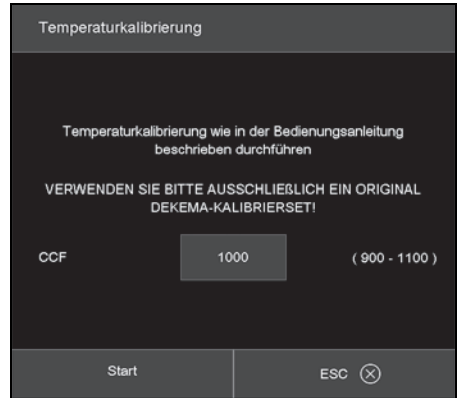 Temperaturkalibrierung
Temperaturkalibrierung wie in der Bedienungsanleitung
beschrieben durchführen
VERWENDEN SIE BITTE AUSSCHLIEßLICH EIN ORIGINAL
DEKEMA-KALIBRIERSET!
CCF 1000 ( 900 - 1100 )
Start ESC